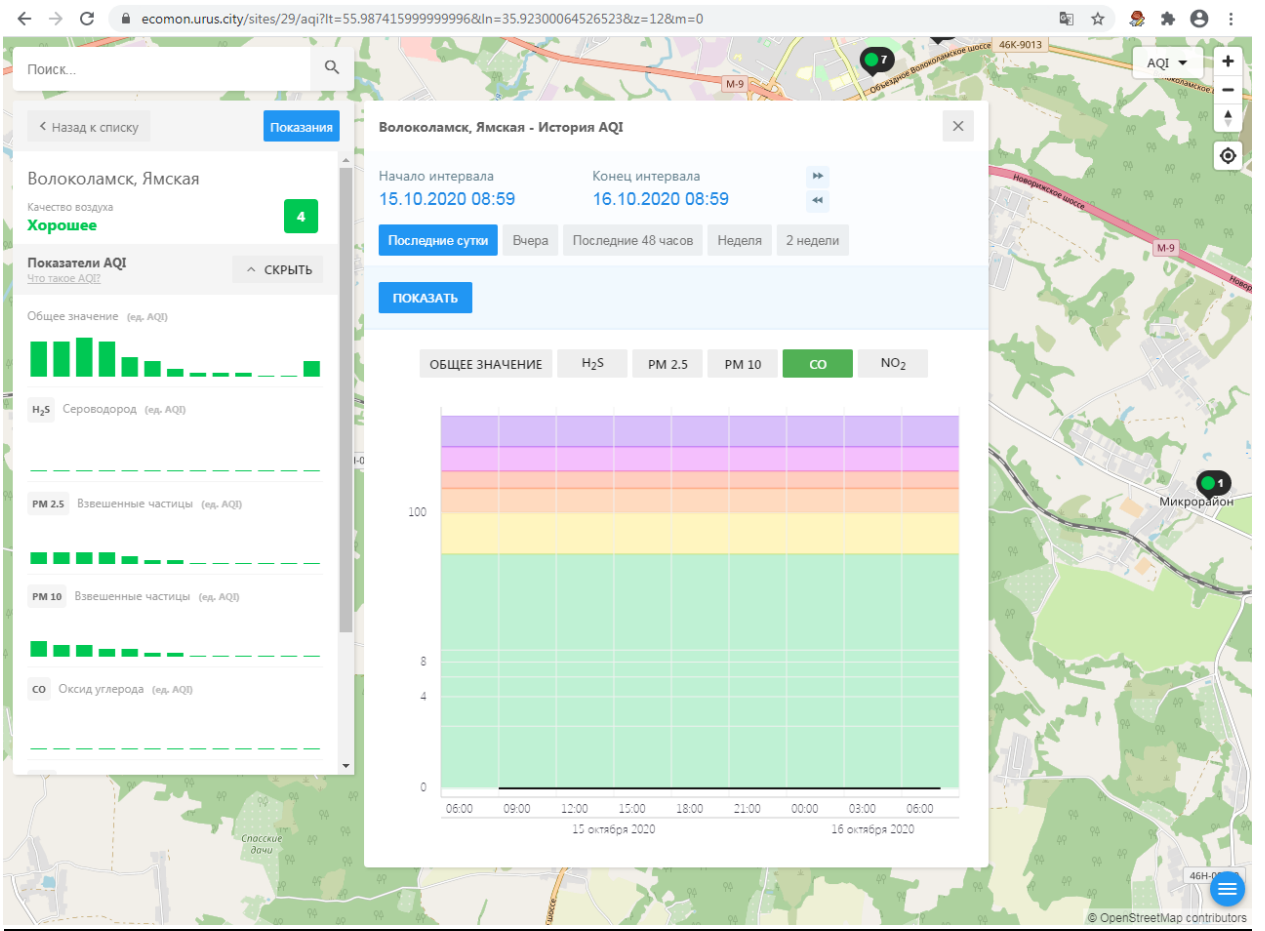 ecomon.urus.city/sites/29/aqi?lt=55.98741599999996&ln=35.92300064526523&z=12&m=0
Поиск...
46К-9013
Объездное Волоколамское шоссе
7
М-9
AQI
+
−
Назад к списку
Показания
Волоколамск, Ямская - История AQI
Волоколамск, Ямская
Качество воздуха
Хорошее
4
Начало интервала
Конец интервала
15.10.2020 08:59
16.10.2020 08:59
Новорижское шоссе
Последние сутки
Вчера
Последние 48 часов
Неделя
2 недели
М-9
Показатели AQI
Что такое AQI?
СКРЫТЬ
ПОКАЗАТЬ
Общее значение (ед. AQI)
ОБЩЕЕ ЗНАЧЕНИЕ
H₂S
PM 2.5
PM 10
CO
NO₂
H₂S Сероводород (ед. AQI)
1
Микрорайон
PM 2.5 Взвешенные частицы (ед. AQI)
100
PM 10 Взвешенные частицы (ед. AQI)
8
4
0
CO Оксид углерода (ед. AQI)
06:00 09:00 12:00 15:00 18:00 21:00 00:00 03:00 06:00
15 октября 2020
16 октября 2020
Спасские
дачи
шоссе
© OpenStreetMap contributors